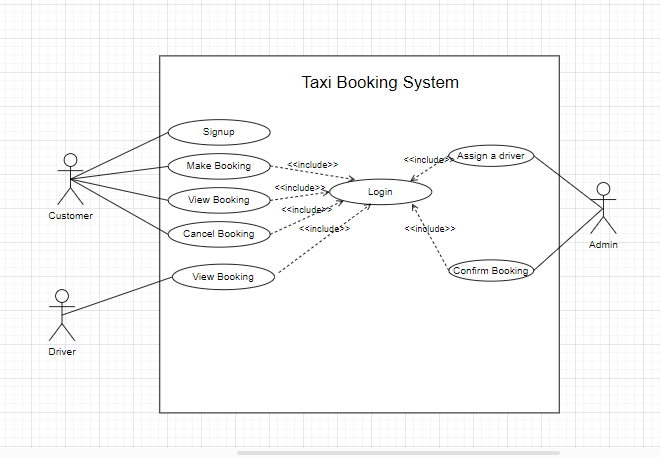 Taxi Booking System
Signup
Make Booking
<<include>>
<<include>>
Assign a driver
View Booking
<<include>>
Login
Customer
Cancel Booking
<<include>>
<<include>>
<<include>>
Admin
View Booking
Confirm Booking
Driver